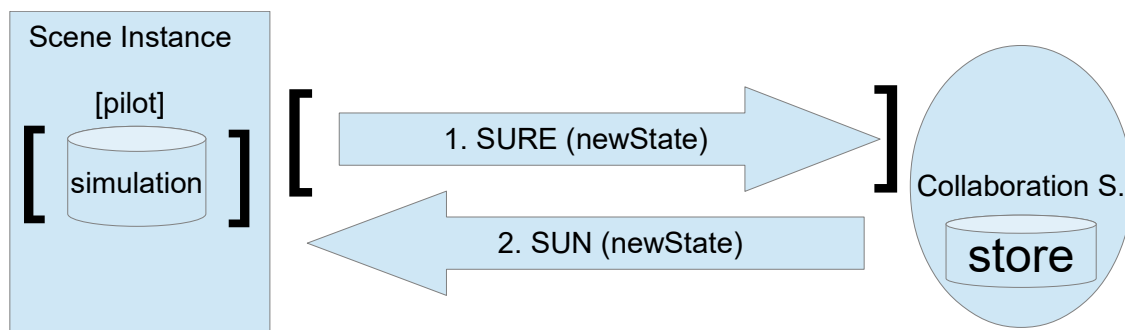 Scene Instance
[pilot]
[ simulation ]
[ 1. SURE (newState) ]
2. SUN (newState)
Collaboration S.
store